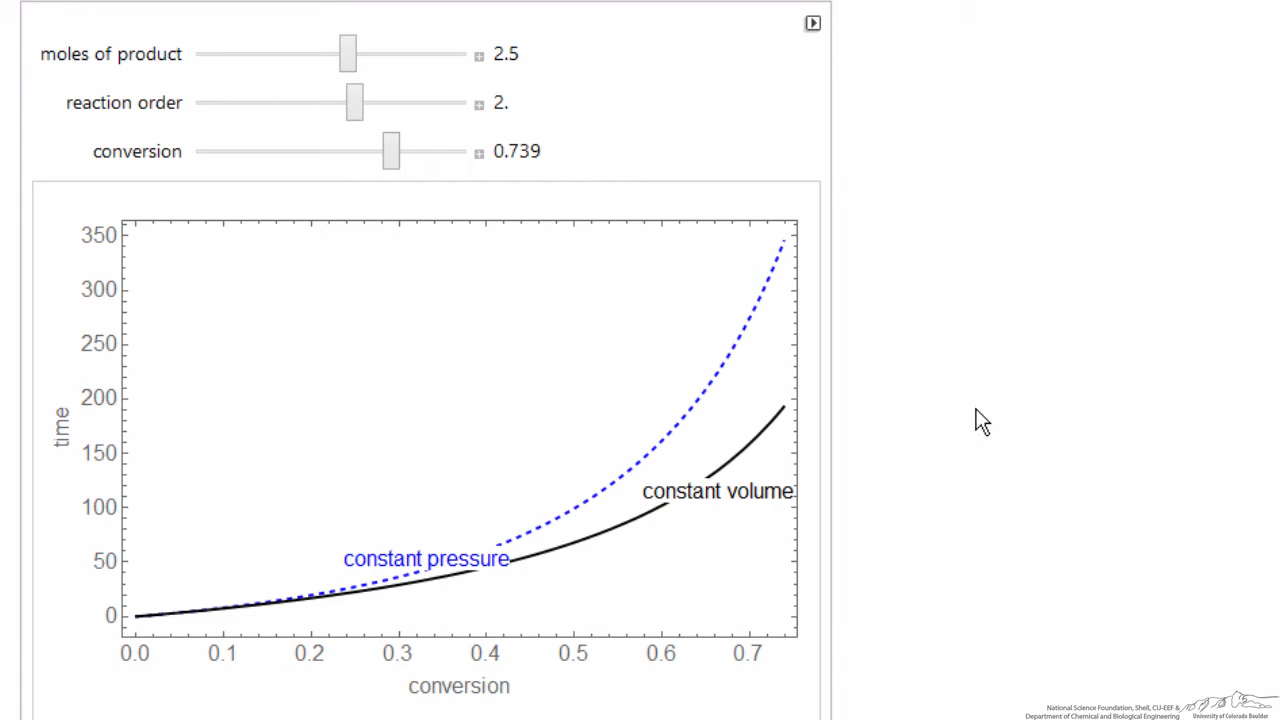 moles of product 2.5
reaction order 2.
conversion 0.739
350
300
250
200
150
100
50
0
time
constant volume
constant pressure
0.0 0.1 0.2 0.3 0.4 0.5 0.6 0.7
conversion
National Science Foundation, Shell, CU-EEF &
Department of Chemical and Biological Engineering
University of Colorado Boulder